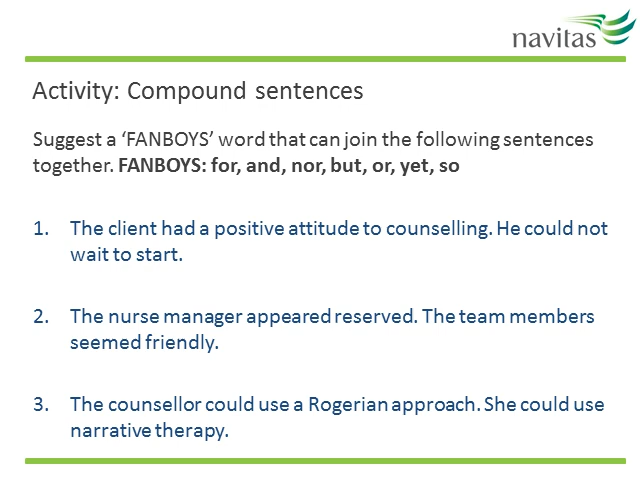 navitas
Activity: Compound sentences
Suggest a ‘FANBOYS’ word that can join the following sentences
together. FANBOYS: for, and, nor, but, or, yet, so
1. The client had a positive attitude to counselling. He could not
wait to start.
2. The nurse manager appeared reserved. The team members
seemed friendly.
3. The counsellor could use a Rogerian approach. She could use
narrative therapy.